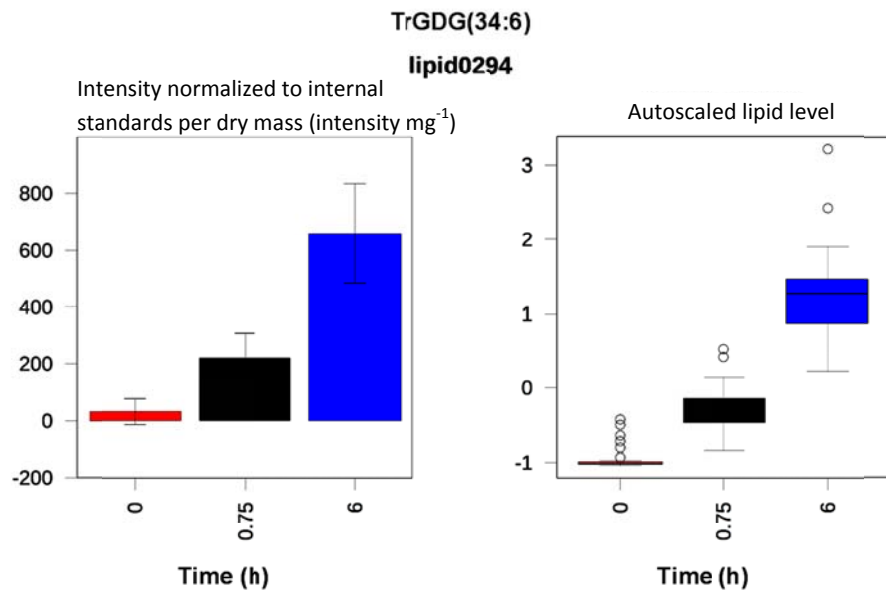 TrGDG(34:6)
lipid0294
Intensity normalized to internal
standards per dry mass (intensity mg⁻¹)
800
600
400
200
0
-200
0
0.75
6
Time (h)
Autoscaled lipid level
3
2
1
0
-1
0
0.75
6
Time (h)